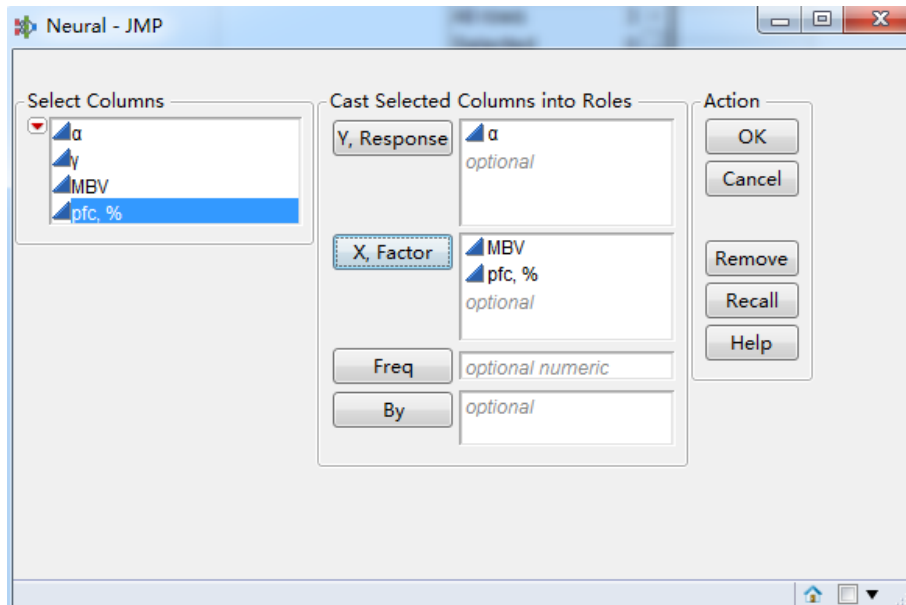 Neural - JMP
Select Columns
α
γ
MBV
pfc, %
Cast Selected Columns into Roles
Y, Response
α
optional
X, Factor
MBV
pfc, %
optional
Freq
optional numeric
By
optional
Action
OK
Cancel
Remove
Recall
Help